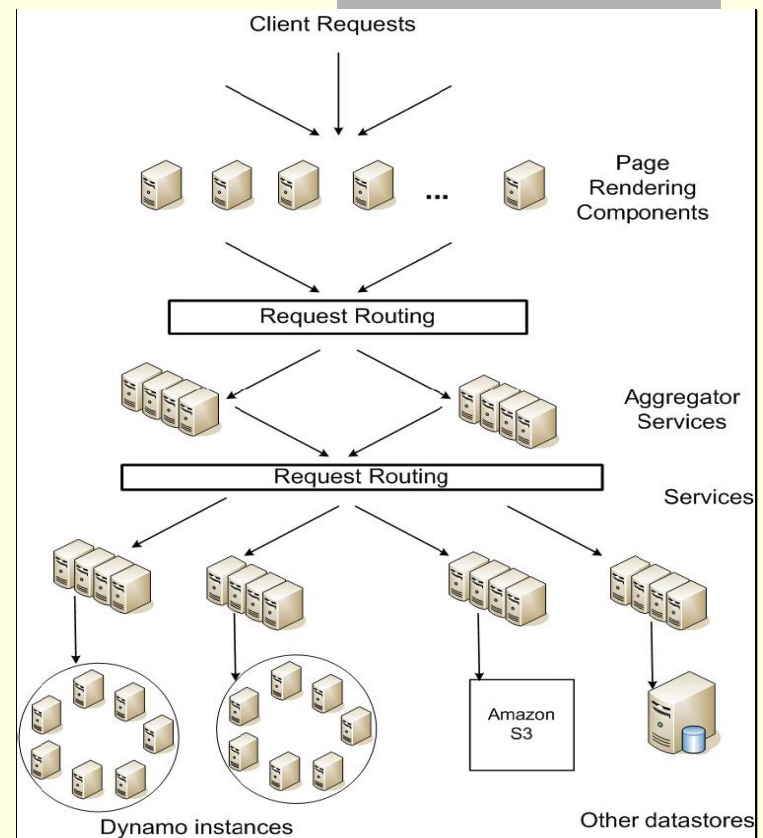 Client Requests
Page
Rendering
Components
...
Request Routing
Aggregator
Services
Request Routing
Services
Amazon
S3
Dynamo instances
Other datastores